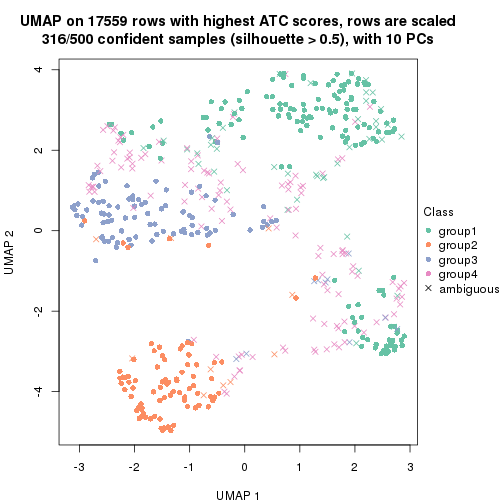 UMAP on 17559 rows with highest ATC scores, rows are scaled
316/500 confident samples (silhouette > 0.5), with 10 PCs
4
2
0
-2
-4
UMAP 2
-3
-2
-1
0
1
2
3
UMAP 1
Class
group1
group2
group3
group4
ambiguous